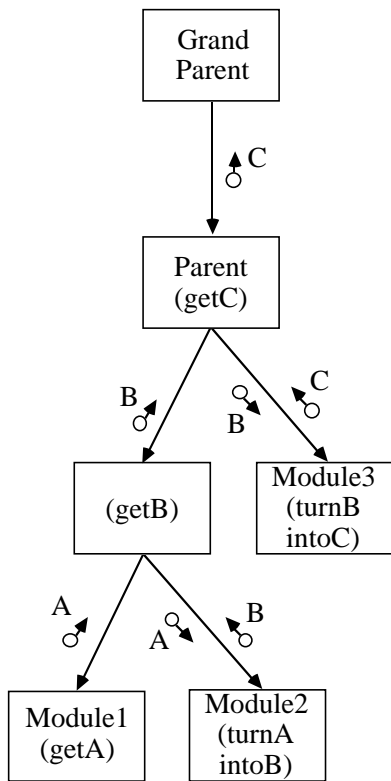 Grand
Parent
C
Parent
(getC)
B
B
C
(getB)
Module3
(turnB
intoC)
A
A
B
Module1
(getA)
Module2
(turnA
intoB)